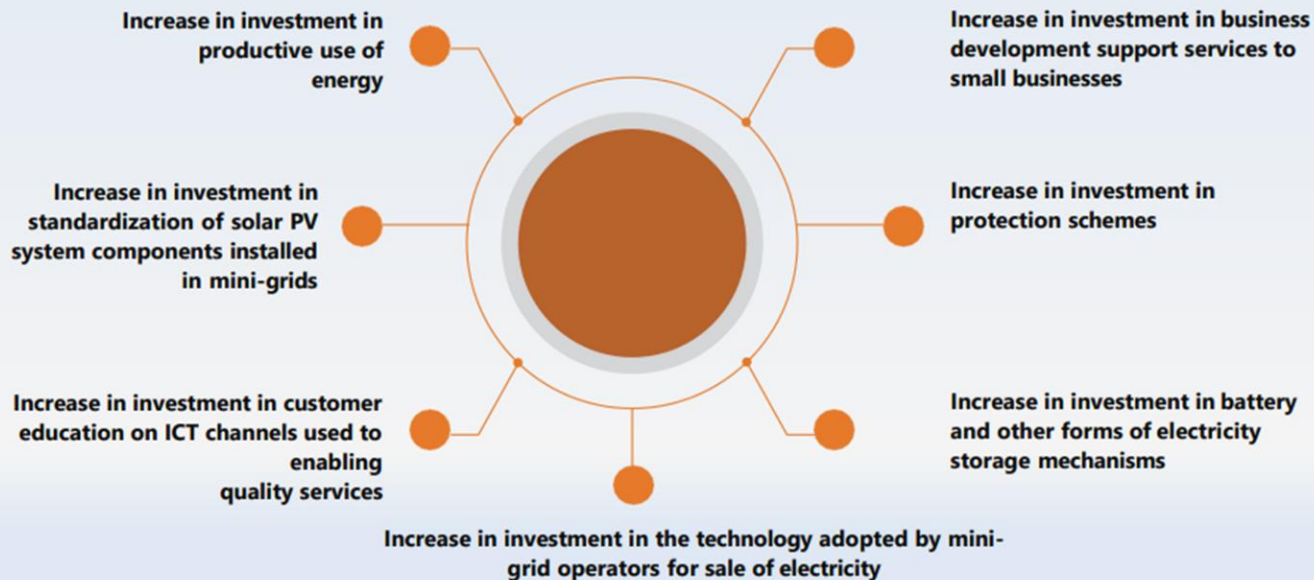 Increase in investment in
productive use of
energy
Increase in investment in business
development support services to
small businesses
Increase in investment in
standardization of solar PV
system components installed
in mini-grids
Increase in investment in
protection schemes
Increase in investment in customer
education on ICT channels used to
enabling
quality services
Increase in investment in battery
and other forms of electricity
storage mechanisms
Increase in investment in the technology adopted by mini-
grid operators for sale of electricity